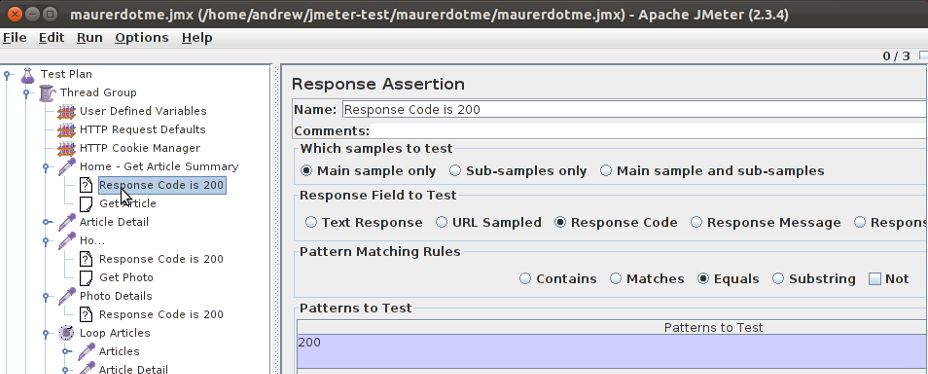 maurerdotme.jmx (/home/andrew/jmeter-test/maurerdotme/maurerdotme.jmx) - Apache JMeter (2.3.4)
File Edit Run Options Help
0 / 3
Test Plan
Thread Group
User Defined Variables
HTTP Request Defaults
HTTP Cookie Manager
Home - Get Article Summary
Response Code is 200
Get Article
Article Detail
Ho...
Response Code is 200
Get Photo
Photo Details
Response Code is 200
Loop Articles
Articles
Article Detail
Response Assertion
Name: Response Code is 200
Comments:
Which samples to test
Main sample only Sub-samples only Main sample and sub-samples
Response Field to Test
Text Response URL Sampled Response Code Response Message Respons
Pattern Matching Rules
Contains Matches Equals Substring Not
Patterns to Test
Patterns to Test
200